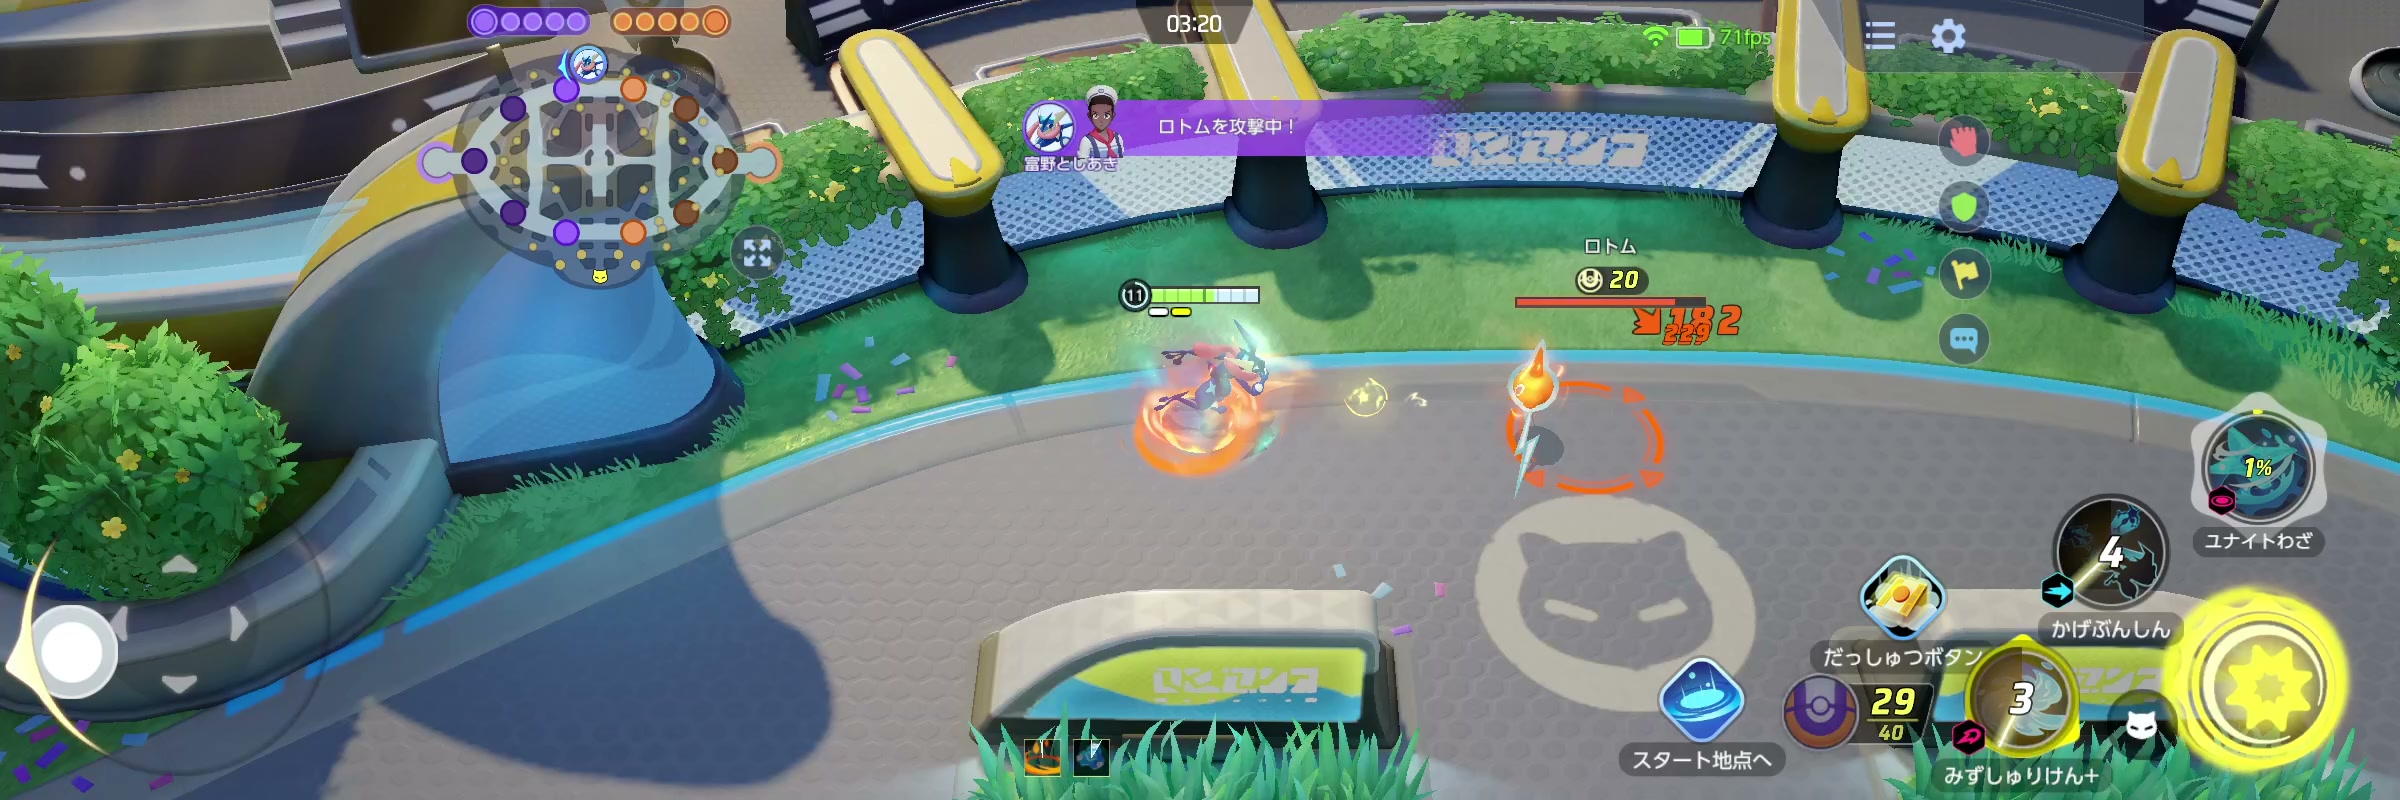 03:20
71fps
ロトムを攻撃中！
富野としあき
ロトム
20
182
229
11
1%
ユナイトわざ
4
かげぶんしん
だっしゅつボタン
29
40
3
スタート地点へ
みずしゅりけん+